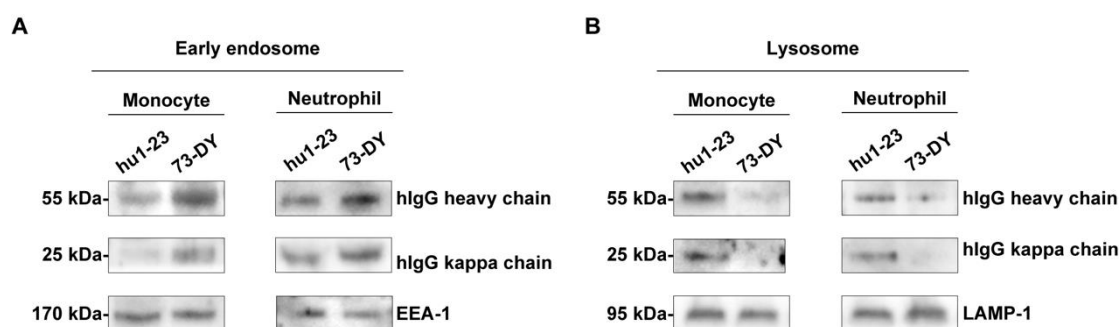 A
Early endosome
Monocyte
Neutrophil
hu1-23
73-DY
hu1-23
73-DY
55 kDa-
hIgG heavy chain
25 kDa-
hIgG kappa chain
170 kDa-
EEA-1
B
Lysosome
Monocyte
Neutrophil
hu1-23
73-DY
hu1-23
73-DY
55 kDa-
hIgG heavy chain
25 kDa-
hIgG kappa chain
95 kDa-
LAMP-1